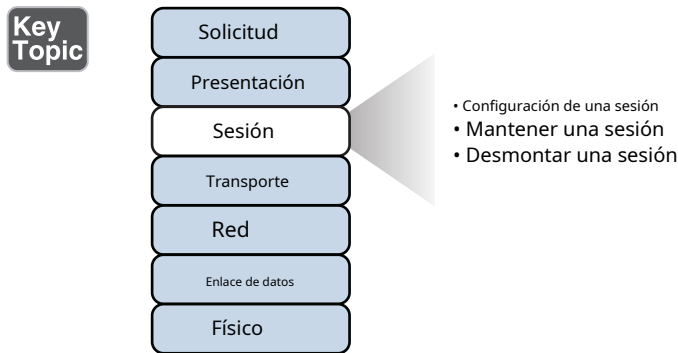 Key
Topic
Solicitud
Presentación
Sesión
Transporte
Red
Enlace de datos
Físico
• Configuración de una sesión
• Mantener una sesión
• Desmontar una sesión